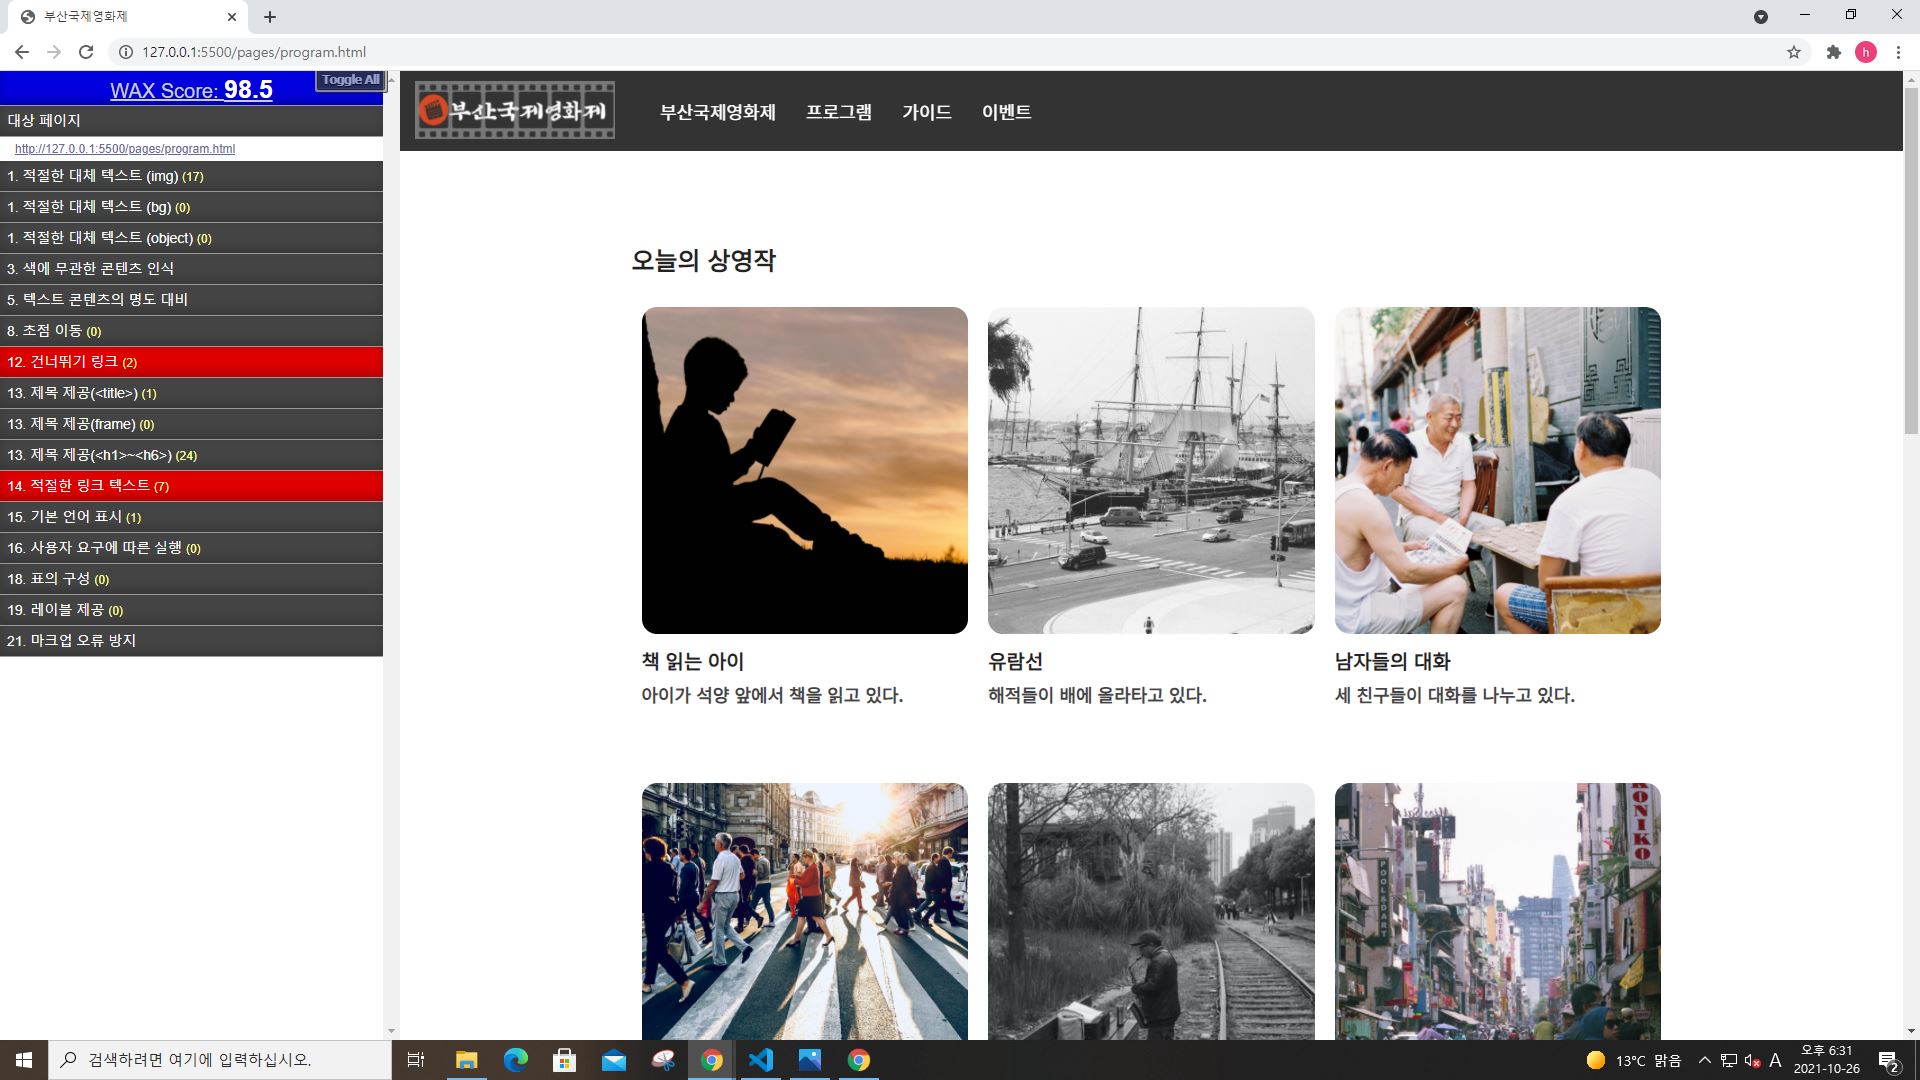 부산국제영화제
127.0.0.1:5500/pages/program.html
h
WAX Score: 98.5
Toggle All
대상 페이지
http://127.0.0.1:5500/pages/program.html
1. 적절한 대체 텍스트 (img) (17)
1. 적절한 대체 텍스트 (bg) (0)
1. 적절한 대체 텍스트 (object) (0)
3. 색에 무관한 콘텐츠 인식
5. 텍스트 콘텐츠의 명도 대비
8. 초점 이동 (0)
12. 건너뛰기 링크 (2)
13. 제목 제공(<title>) (1)
13. 제목 제공(frame) (0)
13. 제목 제공(<h1>~<h6>) (24)
14. 적절한 링크 텍스트 (7)
15. 기본 언어 표시 (1)
16. 사용자 요구에 따른 실행 (0)
18. 표의 구성 (0)
19. 레이블 제공 (0)
21. 마크업 오류 방지
부산국제영화제
부산국제영화제 프로그램 가이드 이벤트
오늘의 상영작
책 읽는 아이
아이가 석양 앞에서 책을 읽고 있다.
유람선
해적들이 배에 올라타고 있다.
남자들의 대화
세 친구들이 대화를 나누고 있다.
KONIKO
POOL&DART
HOTEL
검색하려면 여기에 입력하십시오.
13°C 맑음
A
오후 6:31
2021-10-26
2